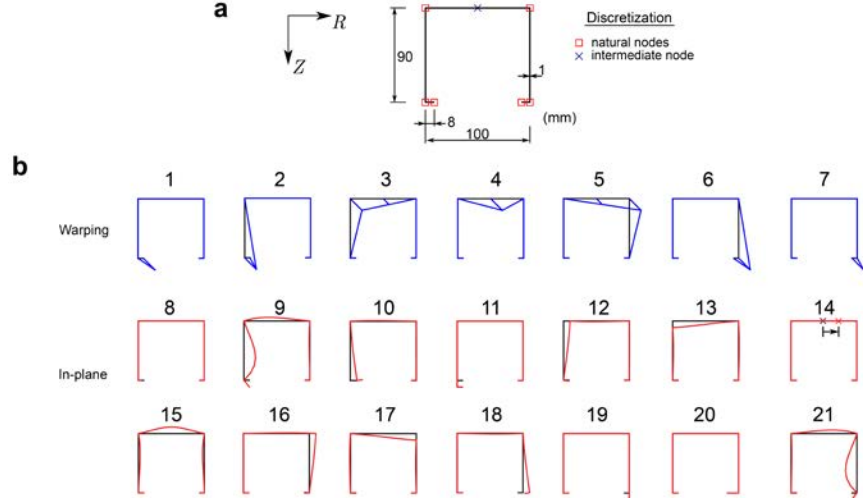 a
R
Z
Discretization
natural nodes
intermediate node
90
1
8
(mm)
100
b
1 2 3 4 5 6 7
Warping
8 9 10 11 12 13 14
In-plane
15 16 17 18 19 20 21